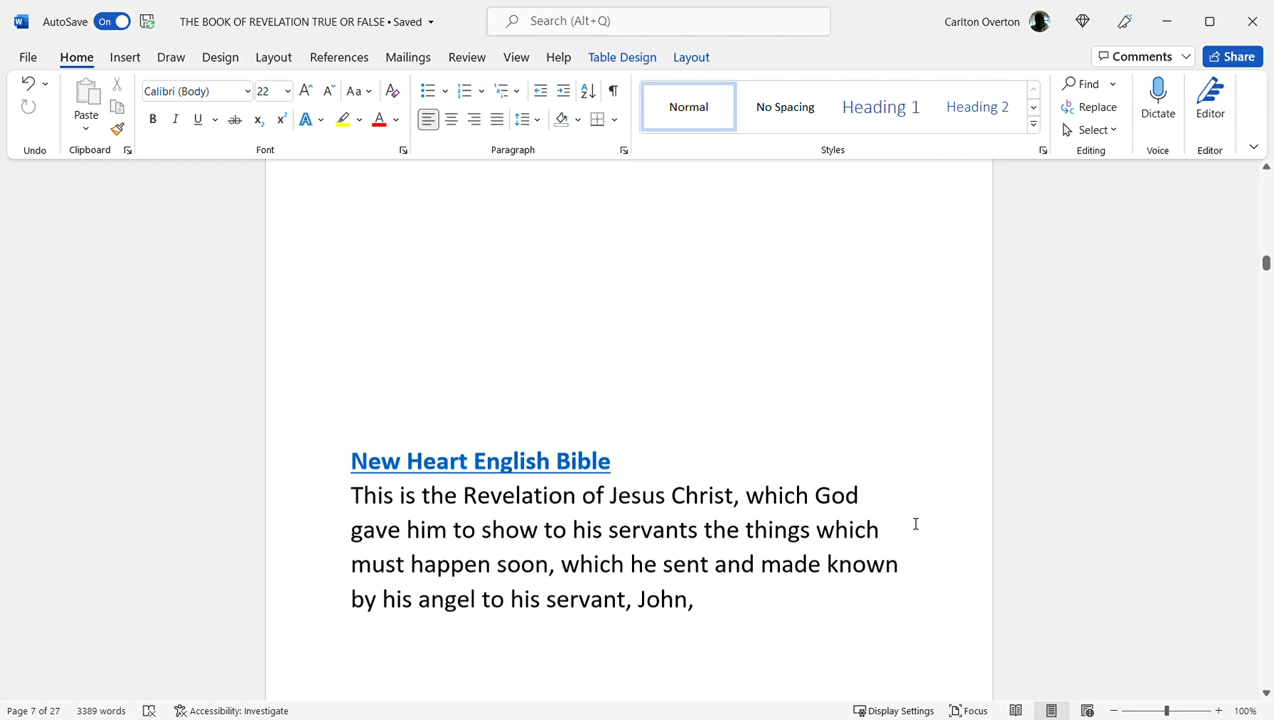 AutoSave On THE BOOK OF REVELATION TRUE OR FALSE • Saved Search (Alt+Q) Carlton Overton
File Home Insert Draw Design Layout References Mailings Review View Help Table Design Layout Comments Share
Calibri (Body) 22 Aa Normal No Spacing Heading 1 Heading 2 Find
Paste Replace Dictate Editor
Select
Undo Clipboard Font Paragraph Styles Editing Voice Editor
New Heart English Bible
This is the Revelation of Jesus Christ, which God
gave him to show to his servants the things which
must happen soon, which he sent and made known
by his angel to his servant, John,
Page 7 of 27 3389 words Accessibility: Investigate Display Settings Focus 100%